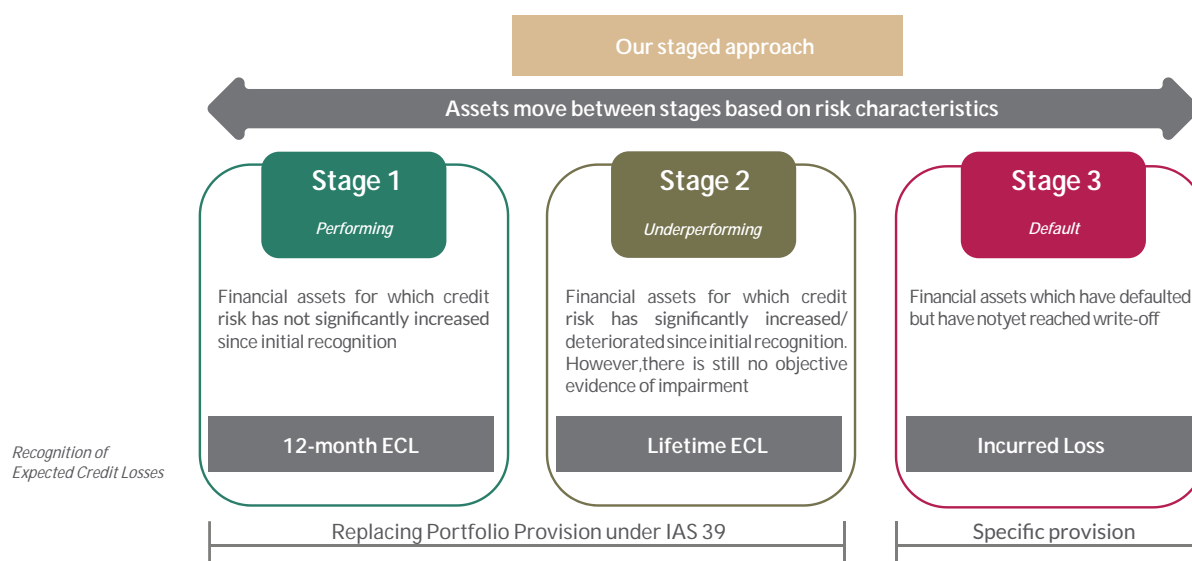 Our staged approach
Assets move between stages based on risk characteristics
Stage 1
Performing
Financial assets for which credit
risk has not significantly increased
since initial recognition
12-month ECL
Stage 2
Underperforming
Financial assets for which credit
risk has significantly increased/
deteriorated since initial recognition.
However,there is still no objective
evidence of impairment
Lifetime ECL
Stage 3
Default
Financial assets which have defaulted
but have notyet reached write-off
Incurred Loss
Recognition of
Expected Credit Losses
Replacing Portfolio Provision under IAS 39
Specific provision